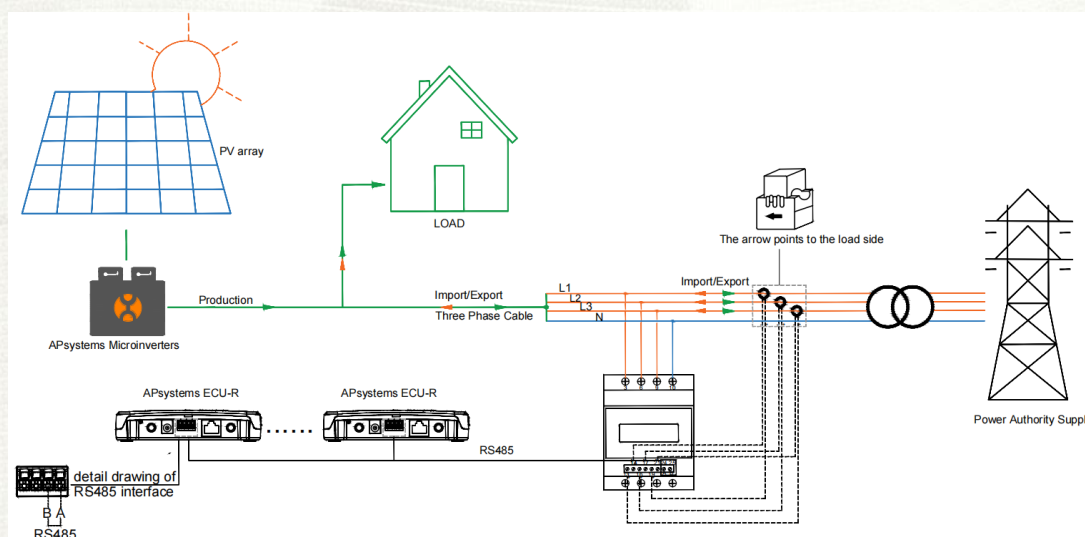 PV array
LOAD
The arrow points to the load side
APsystems Microinverters
Production
Import/Export
Three Phase Cable
L1
L2
L3
N
Import/Export
Power Authority Suppl
APsystems ECU-R
APsystems ECU-R
RS485
detail drawing of
RS485 interface
B A
RS485